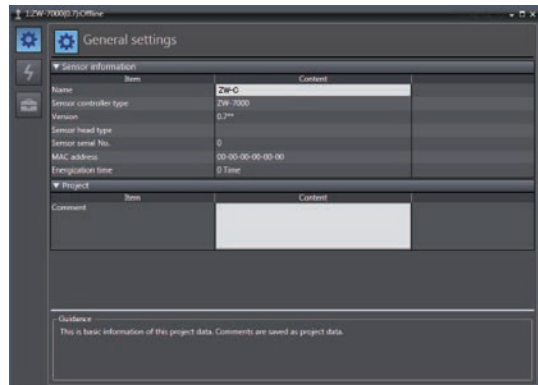 1:ZW-7000(0.7):Offline
General settings
▼ Sensor information
Item Content
Name ZW-C
Sensor controller type ZW-7000
Version 0.7**
Sensor head type
Sensor serial No. 0
MAC address 00-00-00-00-00-00
Energization time 0 Time
▼ Project
Item Content
Comment
Guidance
This is basic information of this project data. Comments are saved as project data.